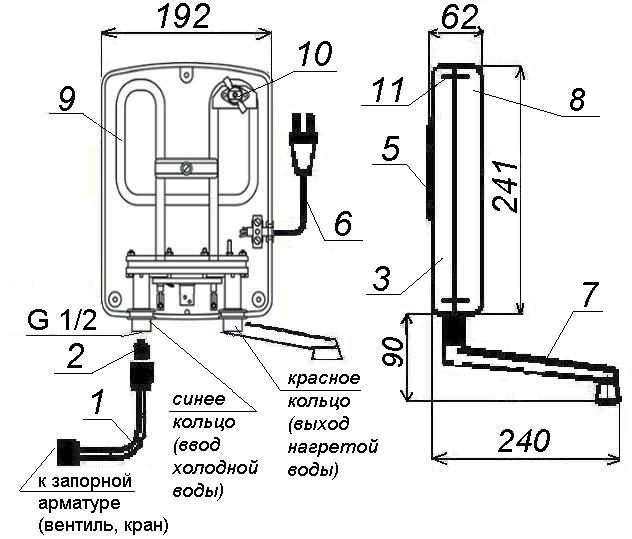 192
62
10
9
11
8
5
241
6
3
7
G 1/2
2
90
красное
кольцо
(выход
нагретой
воды)
1
синее
кольцо
(ввод
холодной
воды)
240
к запорной
арматуре
(вентиль, кран)